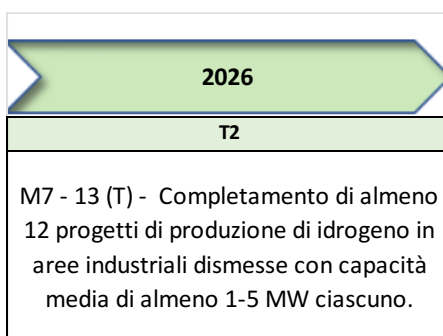 2026
T2
M7 - 13 (T) - Completamento di almeno
12 progetti di produzione di idrogeno in
aree industriali dismesse con capacità
media di almeno 1-5 MW ciascuno.